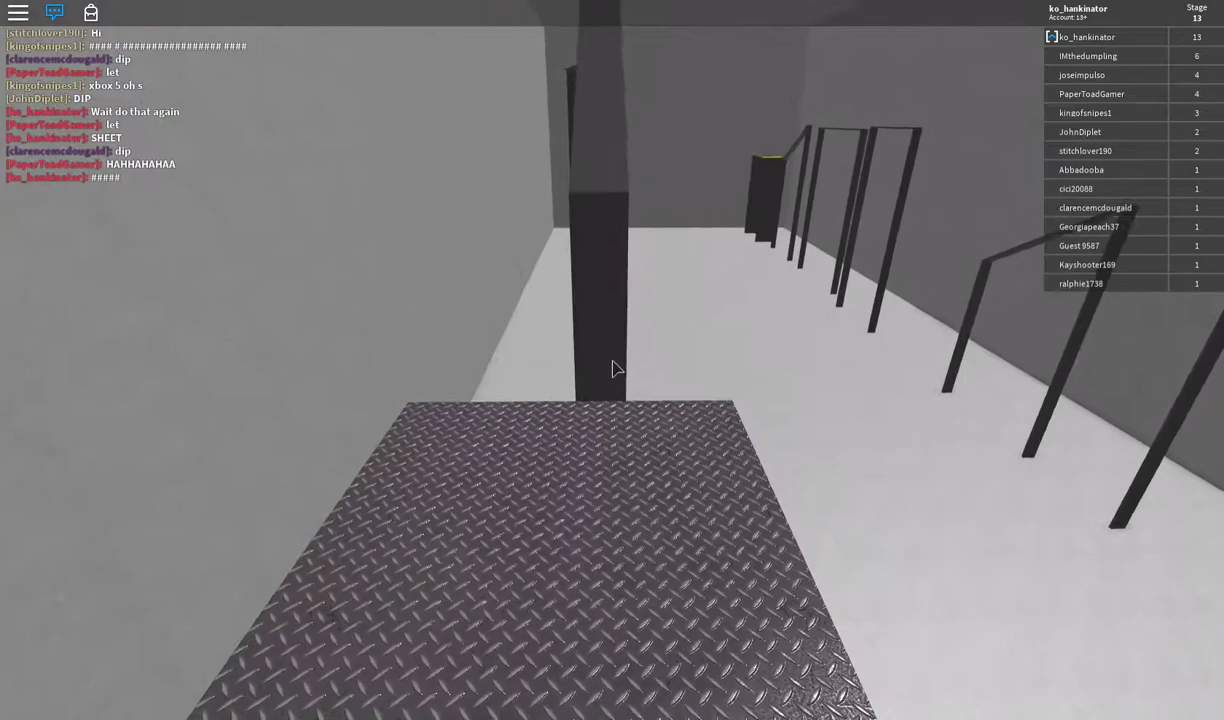 [stitchlover190]: Hi
[kingofsnipes1]: #### # ################# ####
[clarencemcdougald]: dip
[PaperToadGamer]: let
[kingofsnipes1]: xbox 5 oh s
[JohnDiplet]: DIP
[ko_hankinator]: Wait do that again
[PaperToadGamer]: let
[ko_hankinator]: SHEET
[clarencemcdougald]: dip
[PaperToadGamer]: HAHHAHAHAA
[ko_hankinator]: #####
ko_hankinator Stage
Account: 13+ 13
ko_hankinator 13
IMthedumpling 6
joseimpulso 4
PaperToadGamer 4
kingofsnipes1 3
JohnDiplet 2
stitchlover190 2
Abbadooba 1
cici20088 1
clarencemcdougald 1
Georgiapeach37 1
Guest 9587 1
Kayshooter169 1
ralphie1738 1